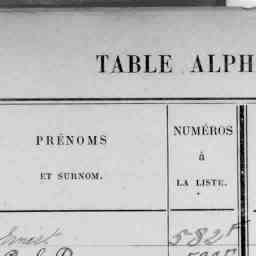 TABLE ALPH
PRÉNOMS
ET SURNOM.
NUMÉROS
à
LA LISTE.
Ernest 582